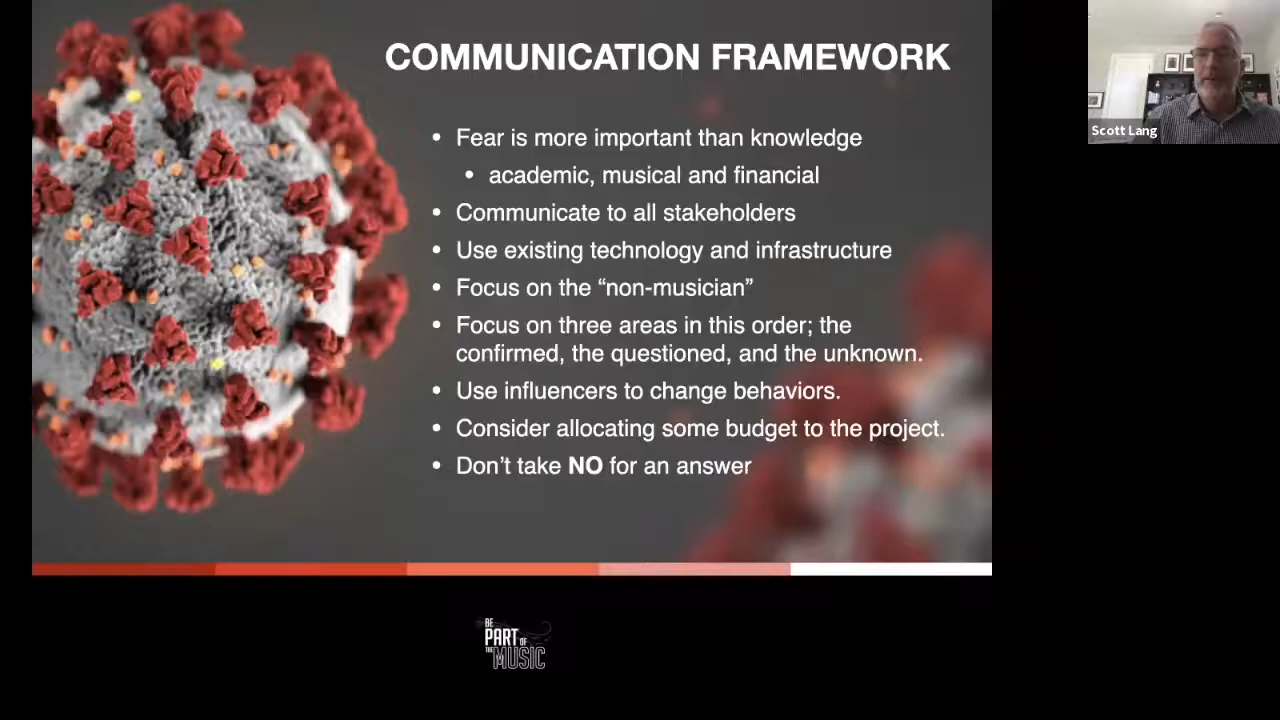 COMMUNICATION FRAMEWORK
• Fear is more important than knowledge
• academic, musical and financial
• Communicate to all stakeholders
• Use existing technology and infrastructure
• Focus on the “non-musician”
• Focus on three areas in this order; the
confirmed, the questioned, and the unknown.
• Use influencers to change behaviors.
• Consider allocating some budget to the project.
• Don’t take NO for an answer
Scott Lang
BE
PART OF
THE MUSIC